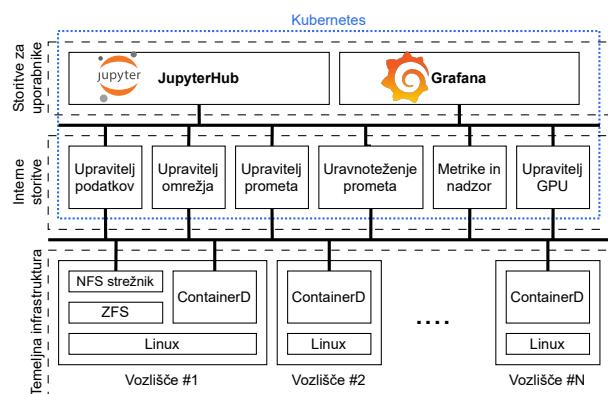 Kubernetes
Storitve za
uporabnike
jupyter
JupyterHub
Grafana
Interne
storitve
Upravitelj
podatkov
Upravitelj
omrežja
Upravitelj
prometa
Uravnoteženje
prometa
Metrike in
nadzor
Upravitelj
GPU
Temeljna infrastruktura
NFS strežnik
ZFS
ContainerD
Linux
Vozlišče #1
ContainerD
Linux
Vozlišče #2
....
ContainerD
Linux
Vozlišče #N